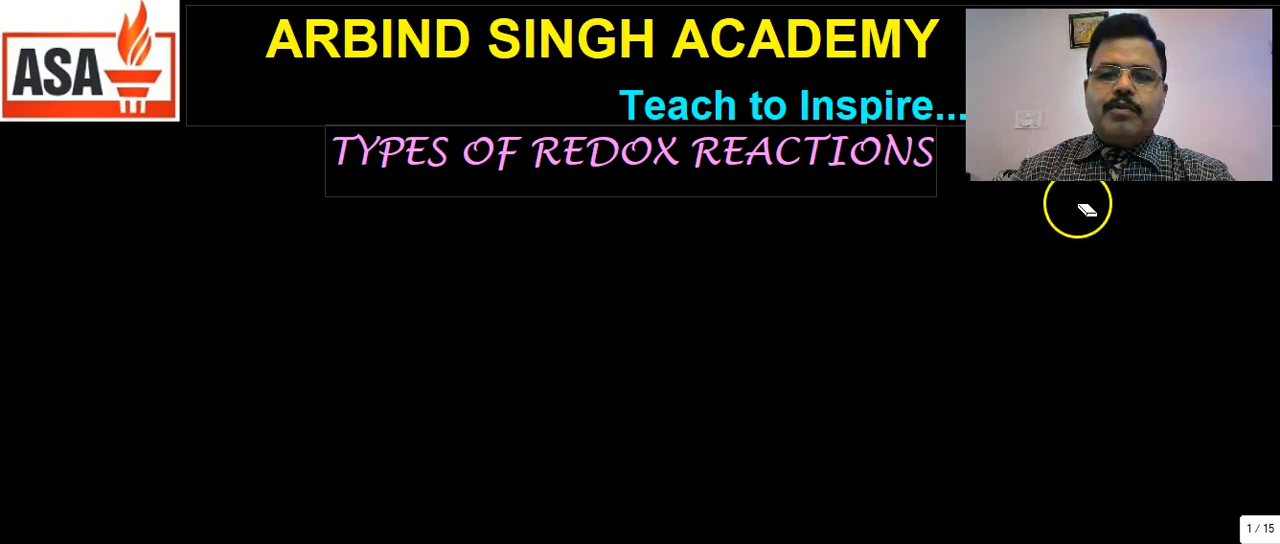 ASA
ARBIND SINGH ACADEMY
Teach to Inspire...
TYPES OF REDOX REACTIONS
1 / 15